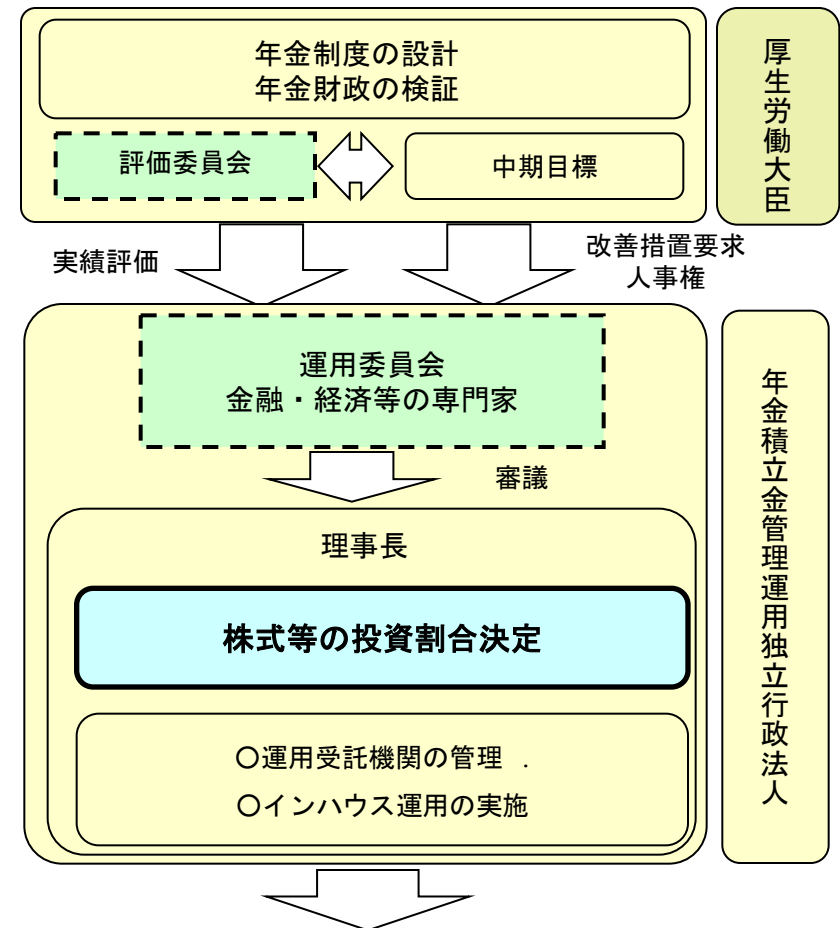 年金制度の設計
年金財政の検証
評価委員会
中期目標
厚生労働大臣
実績評価
改善措置要求
人事権
運用委員会
金融・経済等の専門家
審議
理事長
株式等の投資割合決定
〇運用受託機関の管理 .
〇インハウス運用の実施
年金積立金管理運用独立行政法人